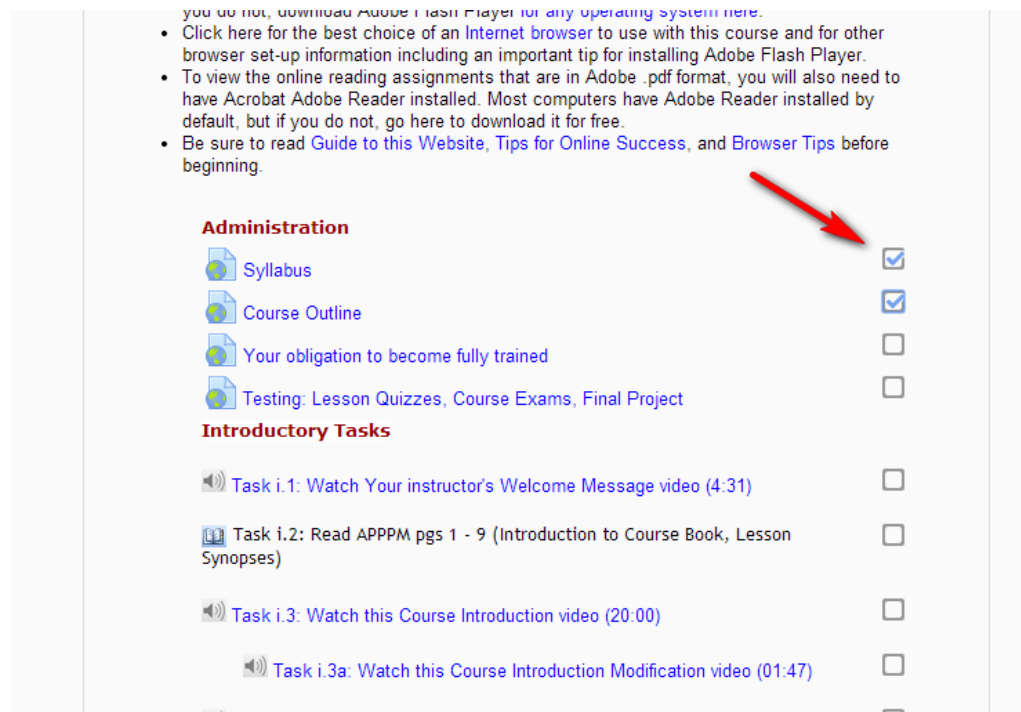 you do not, download Adobe Flash Player for any operating system here.
Click here for the best choice of an Internet browser to use with this course and for other
browser set-up information including an important tip for installing Adobe Flash Player.
To view the online reading assignments that are in Adobe .pdf format, you will also need to
have Acrobat Adobe Reader installed. Most computers have Adobe Reader installed by
default, but if you do not, go here to download it for free.
Be sure to read Guide to this Website, Tips for Online Success, and Browser Tips before
beginning.
Administration
Syllabus
Course Outline
Your obligation to become fully trained
Testing: Lesson Quizzes, Course Exams, Final Project
Introductory Tasks
Task i.1: Watch Your instructor's Welcome Message video (4:31)
Task i.2: Read APPPM pgs 1 - 9 (Introduction to Course Book, Lesson
Synopses)
Task i.3: Watch this Course Introduction video (20:00)
Task i.3a: Watch this Course Introduction Modification video (01:47)